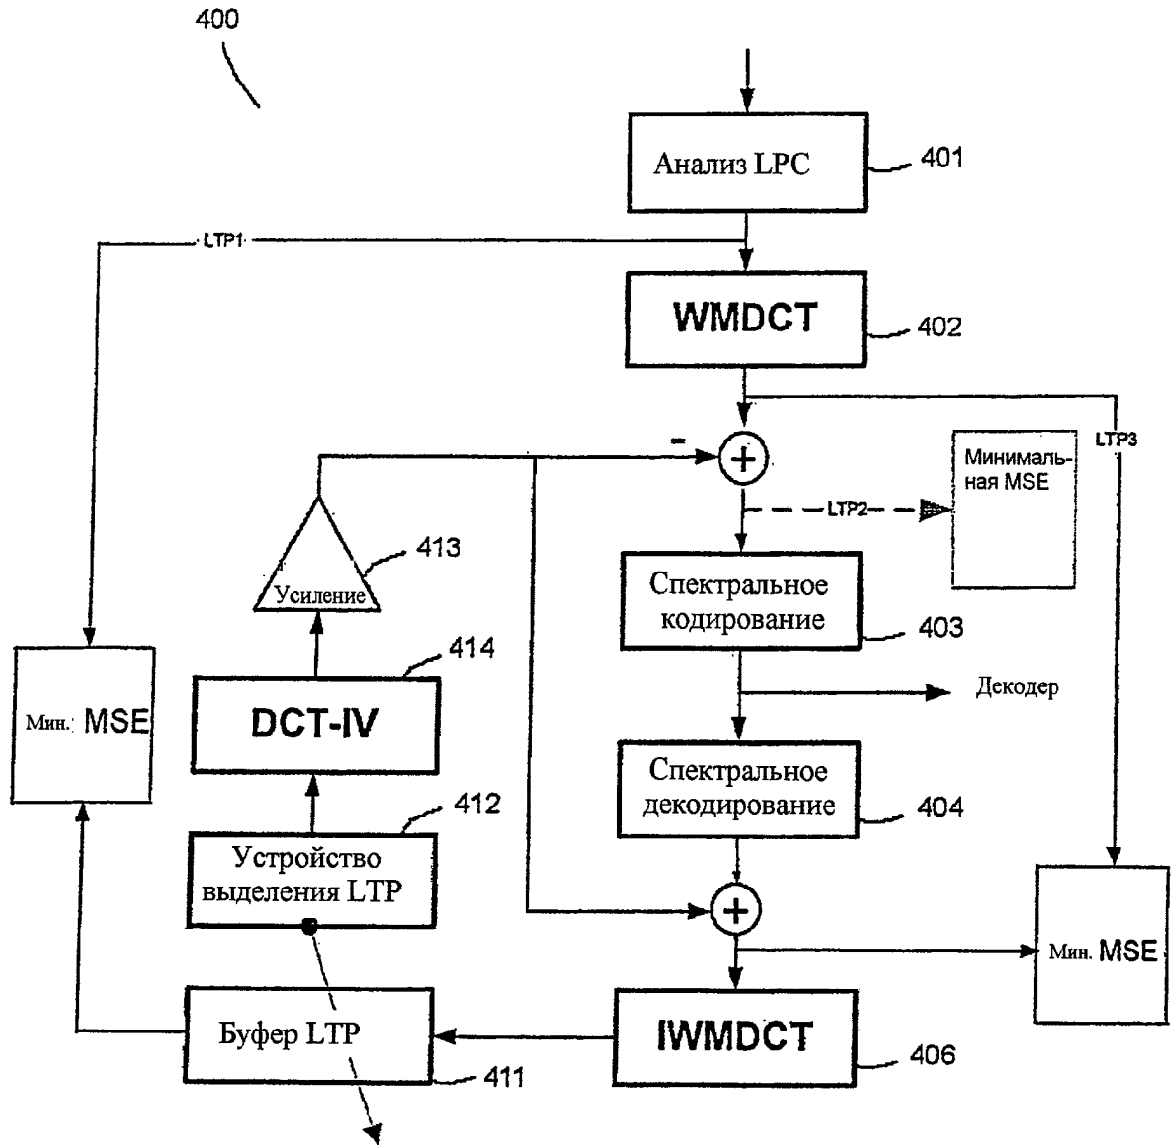 400
Анализ LPC
401
LTP1
WMDCT
402
-
+
LTP3
Минималь-
ная MSE
LTP2
413
Усиление
Спектральное
кодирование
403
414
DCT-IV
Декодер
Мин. MSE
Спектральное
декодирование
404
412
Устройство
выделения LTP
+
Мин. MSE
Буфер LTP
411
IWMDCT
406